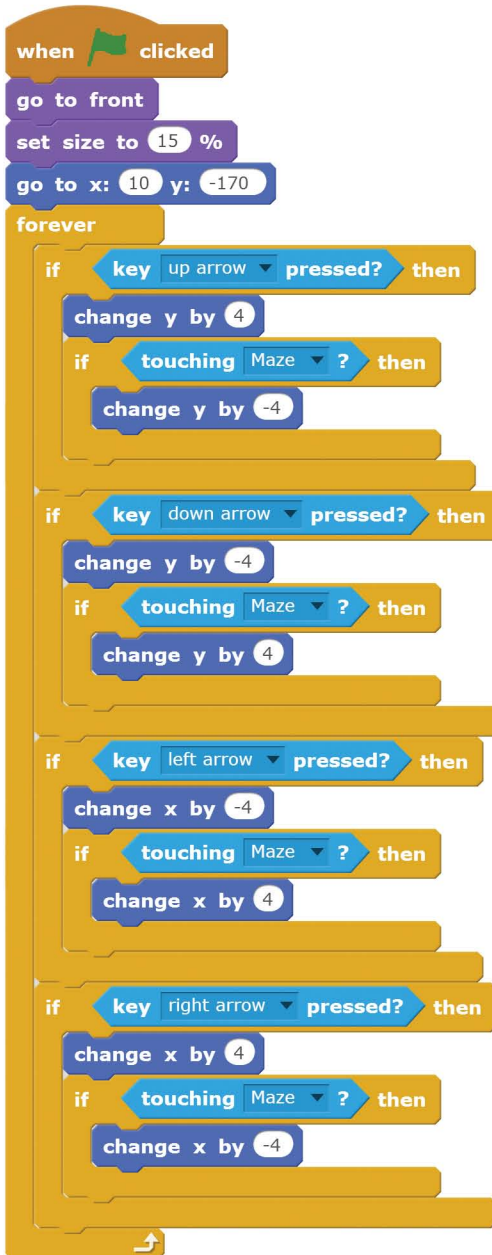 when clicked
go to front
set size to 15 %
go to x: 10 y: -170
forever
if key up arrow pressed? then
change y by 4
if touching Maze ? then
change y by -4
if key down arrow pressed? then
change y by -4
if touching Maze ? then
change y by 4
if key left arrow pressed? then
change x by -4
if touching Maze ? then
change x by 4
if key right arrow pressed? then
change x by 4
if touching Maze ? then
change x by -4